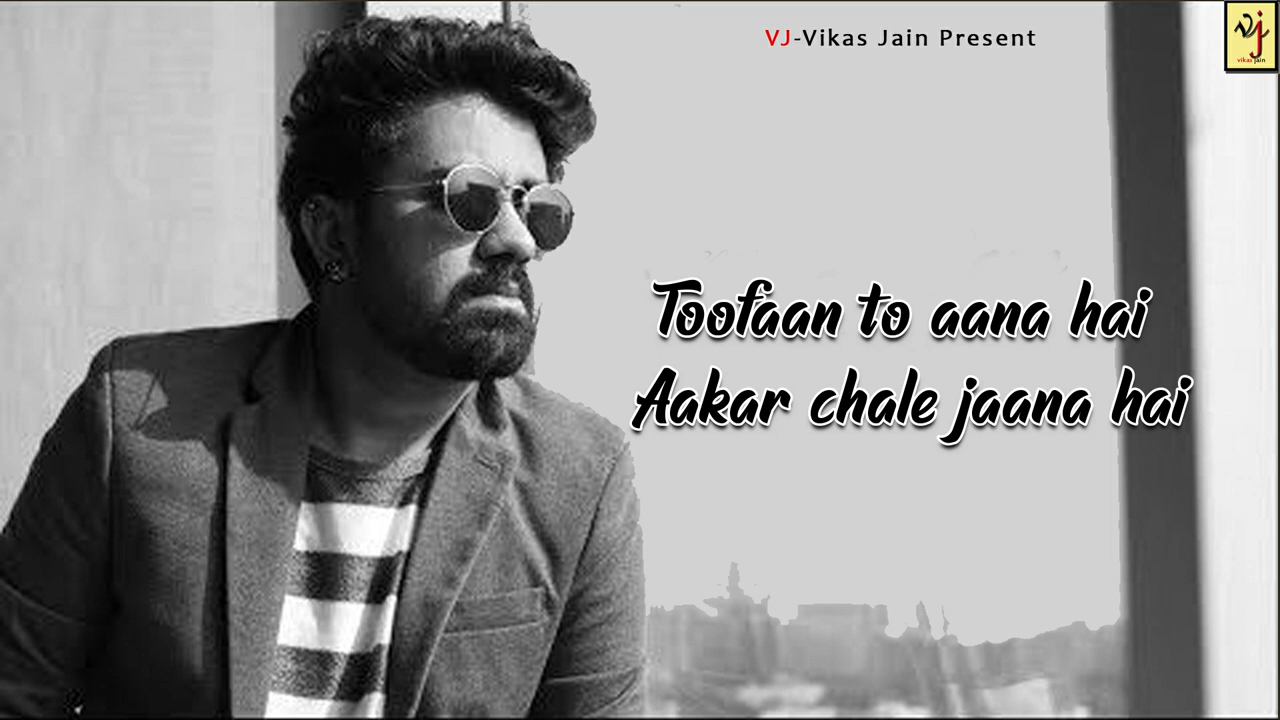 VJ-Vikas Jain Present
vj
vikas jain
Toofaan to aana hai
Aakar chale jaana hai